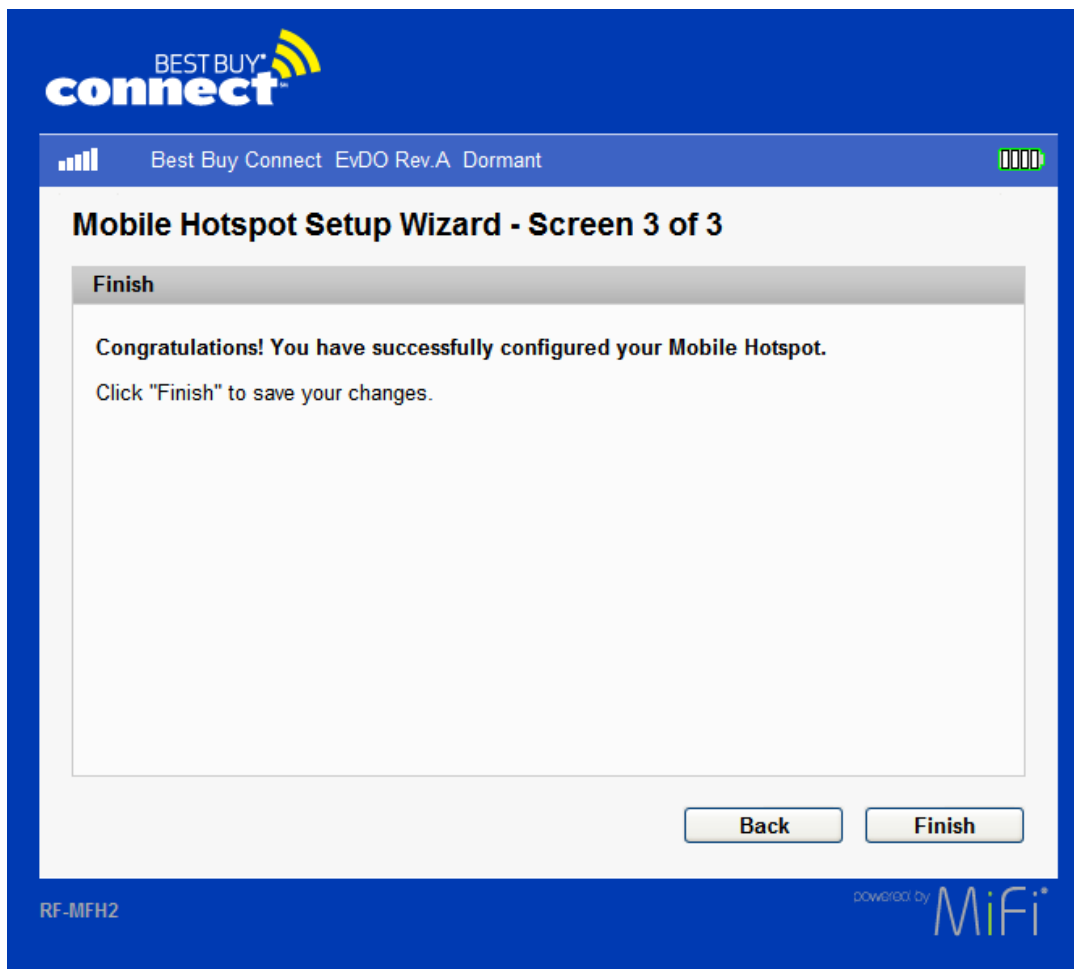 BEST BUY®
connect℠
Best Buy Connect EvDO Rev.A Dormant
Mobile Hotspot Setup Wizard - Screen 3 of 3
Finish
Congratulations! You have successfully configured your Mobile Hotspot.
Click "Finish" to save your changes.
Back Finish
RF-MFH2
powered by MiFi